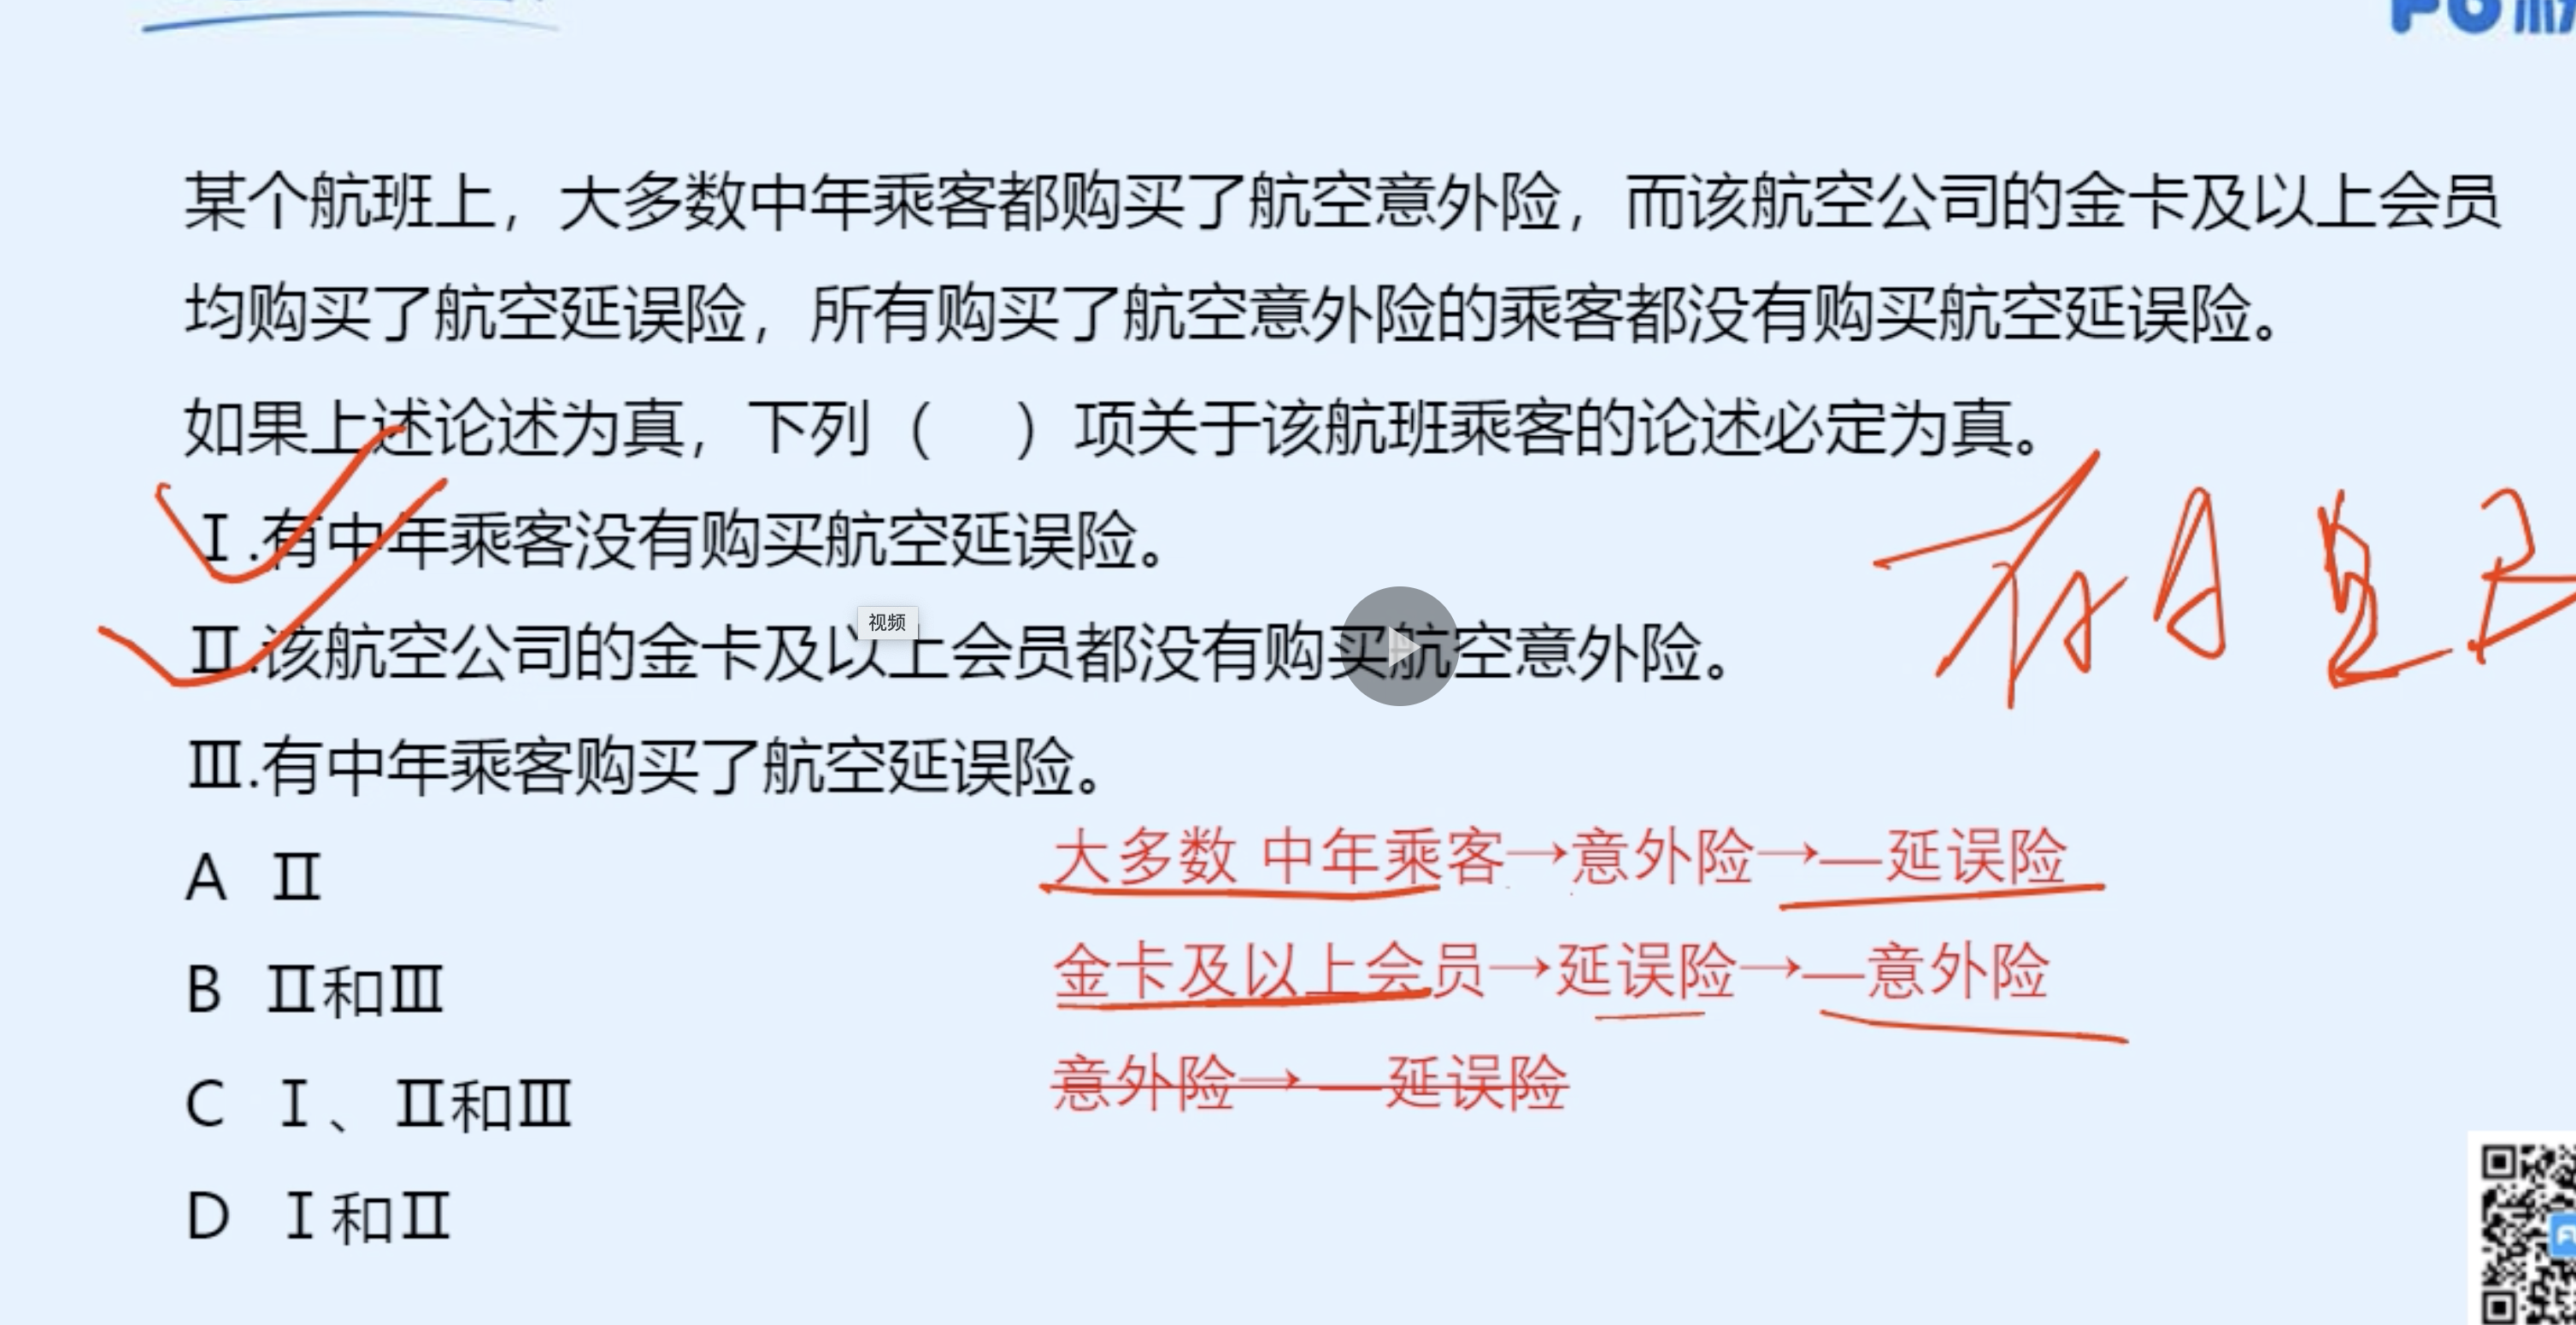 某个航班上，大多数中年乘客都购买了航空意外险，而该航空公司的金卡及以上会员
均购买了航空延误险，所有购买了航空意外险的乘客都没有购买航空延误险。
如果上述论述为真，下列（　）项关于该航班乘客的论述必定为真。
Ⅰ.有中年乘客没有购买航空延误险。
有A是B
视频
Ⅱ.该航空公司的金卡及以上会员都没有购买航空意外险。
Ⅲ.有中年乘客购买了航空延误险。
大多数 中年乘客→意外险→—延误险
A Ⅱ
金卡及以上会员→延误险→—意外险
B Ⅱ和Ⅲ
意外险→—延误险
C Ⅰ、Ⅱ和Ⅲ
D Ⅰ和Ⅱ